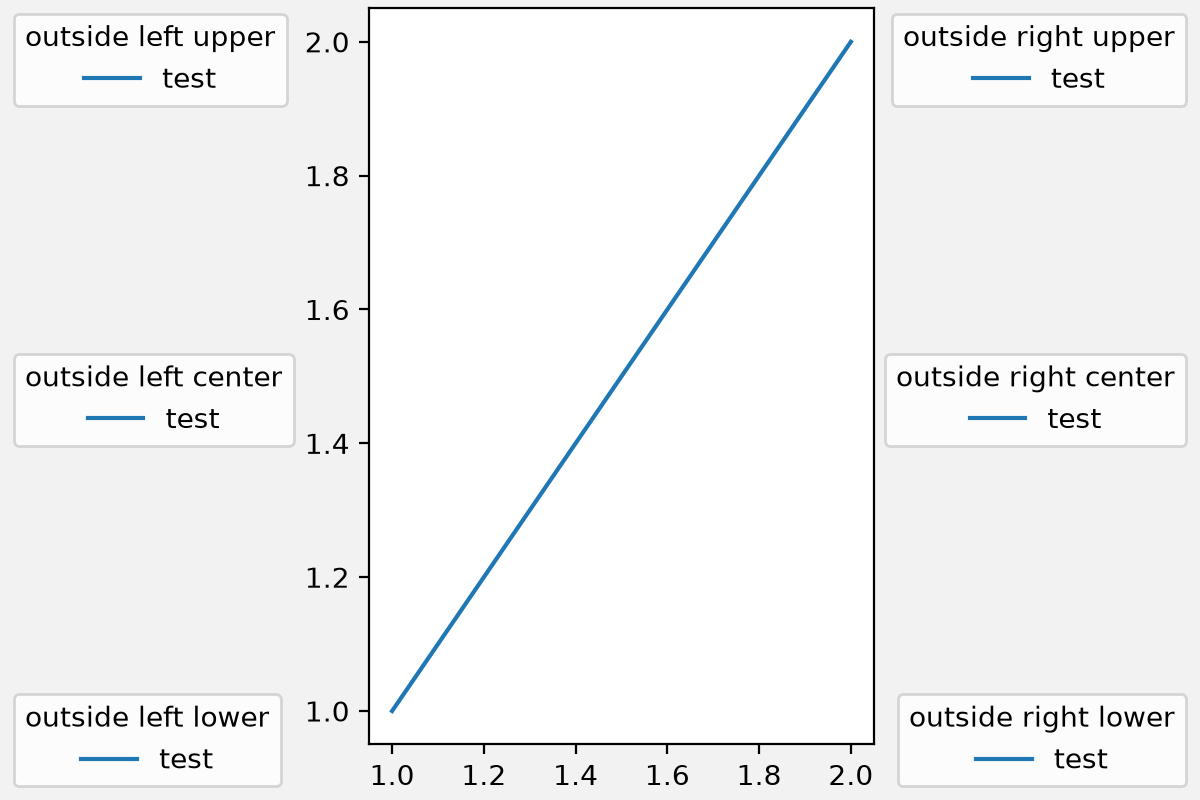 outside left upper
test
outside left center
test
outside left lower
test
2.0
1.8
1.6
1.4
1.2
1.0
1.0 1.2 1.4 1.6 1.8 2.0
outside right upper
test
outside right center
test
outside right lower
test